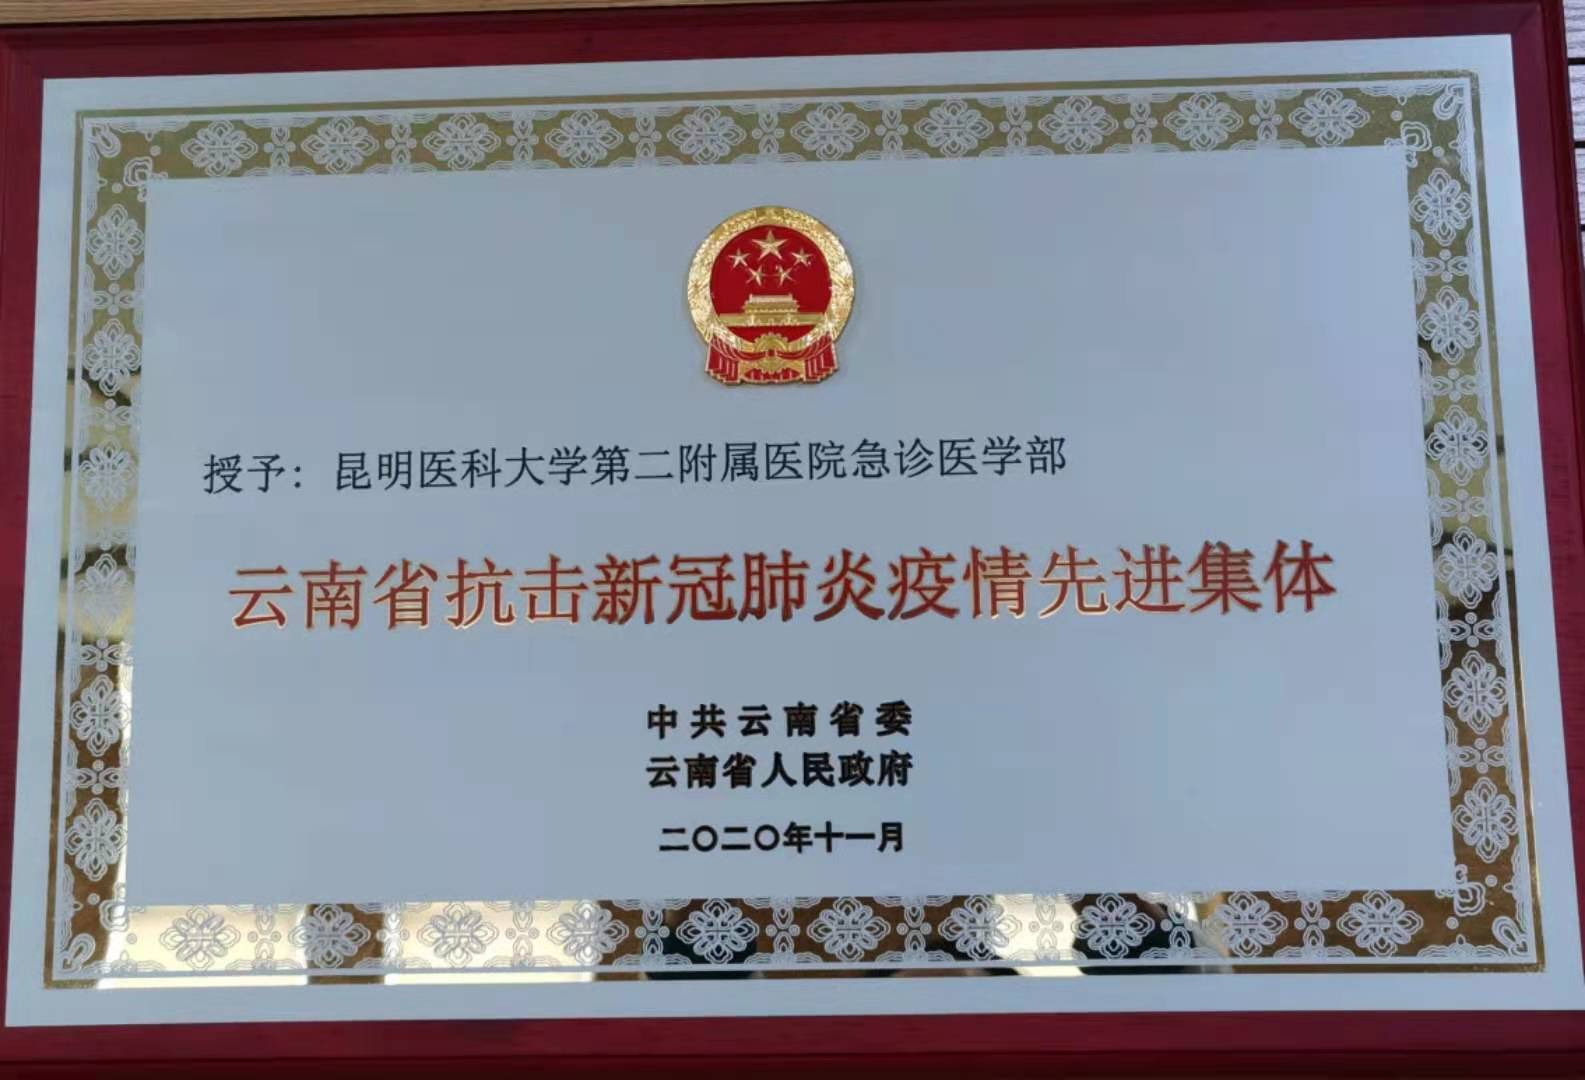 授予：昆明医科大学第二附属医院急诊医学部
云南省抗击新冠肺炎疫情先进集体
中共云南省委
云南省人民政府
二〇二〇年十一月